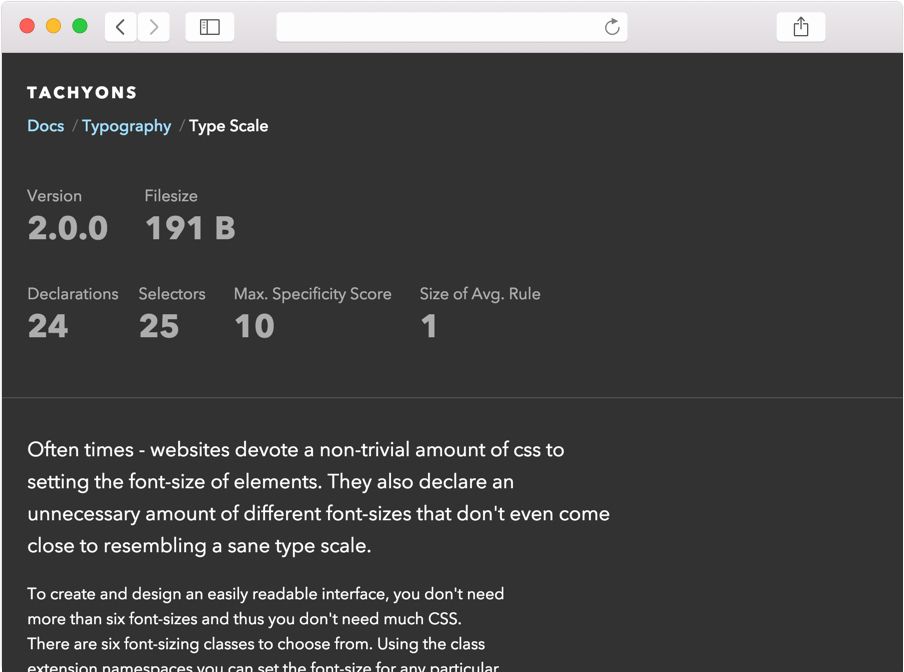 TACHYONS
Docs / Typography / Type Scale
Version Filesize
2.0.0 191 B
Declarations Selectors Max. Specificity Score Size of Avg. Rule
24 25 10 1
Often times - websites devote a non-trivial amount of css to
setting the font-size of elements. They also declare an
unnecessary amount of different font-sizes that don't even come
close to resembling a sane type scale.
To create and design an easily readable interface, you don't need
more than six font-sizes and thus you don't need much CSS.
There are six font-sizing classes to choose from. Using the class
extension namespaces you can set the font-size for any particular